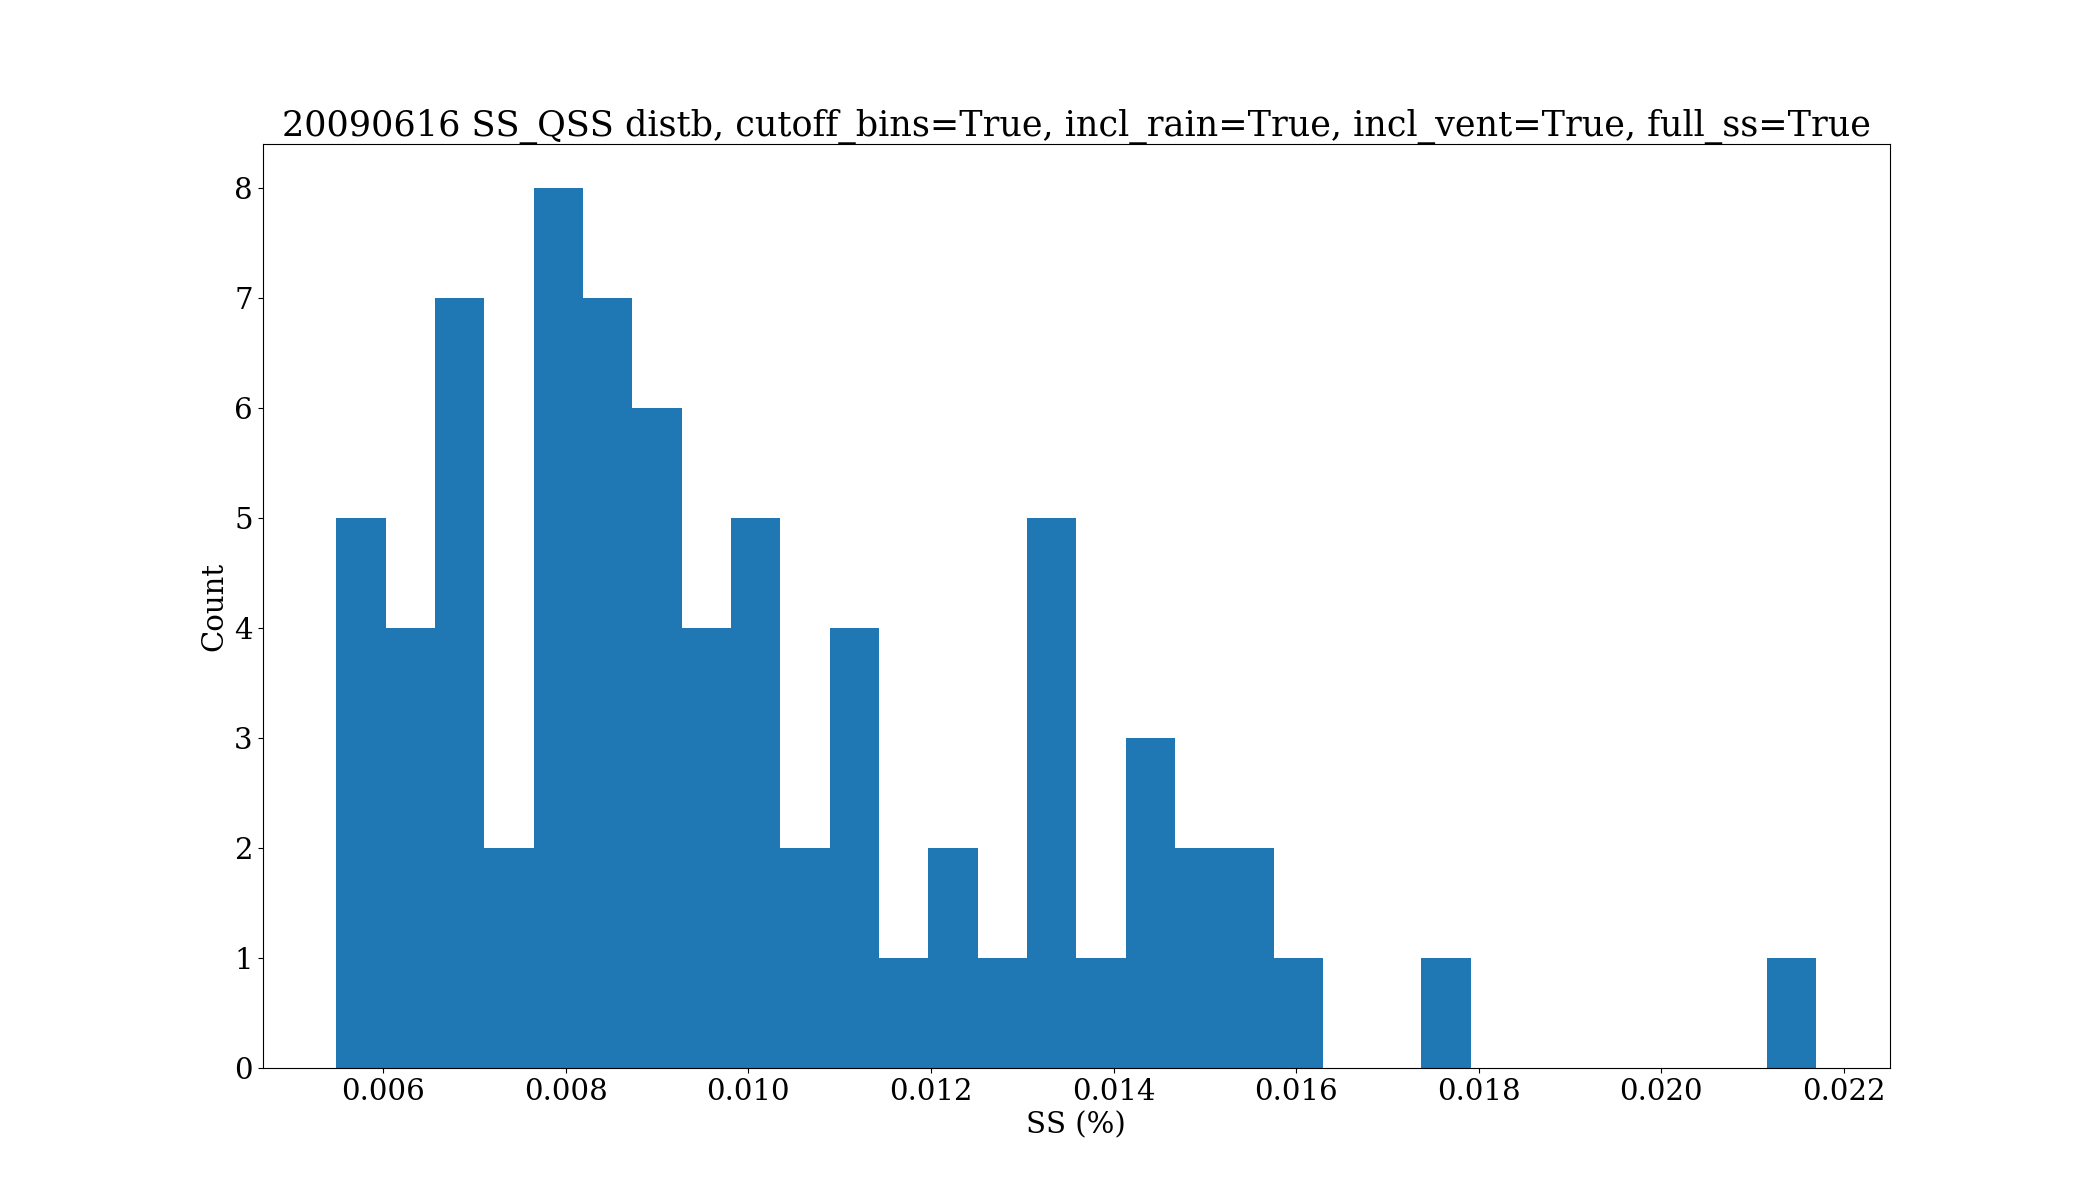 20090616 SS_QSS distb, cutoff_bins=True, incl_rain=True, incl_vent=True, full_ss=True
8
7
6
5
4
3
2
1
0
Count
0.006 0.008 0.010 0.012 0.014 0.016 0.018 0.020 0.022
SS (%)